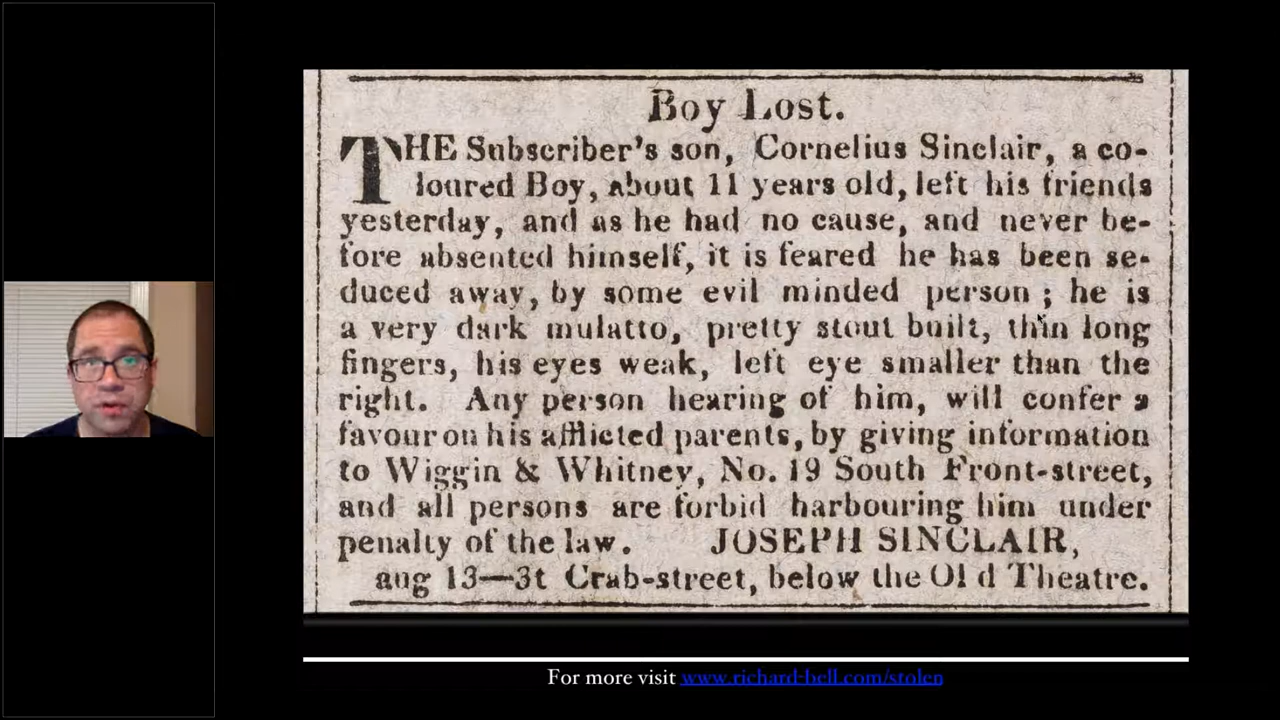 Boy Lost.
THE Subscriber's son, Cornelius Sinclair, a co-
loured Boy, about 11 years old, left his friends
yesterday, and as he had no cause, and never be-
fore absented himself, it is feared he has been se-
duced away, by some evil minded person ; he is
a very dark mulatto, pretty stout built, thin long
fingers, his eyes weak, left eye smaller than the
right. Any person hearing of him, will confer a
favour on his afflicted parents, by giving information
to Wiggin & Whitney, No. 19 South Front-street,
and all persons are forbid harbouring him under
penalty of the law. JOSEPH SINCLAIR,
aug 13—3t Crab-street, below the Old Theatre.
For more visit www.richard-bell.com/stolen